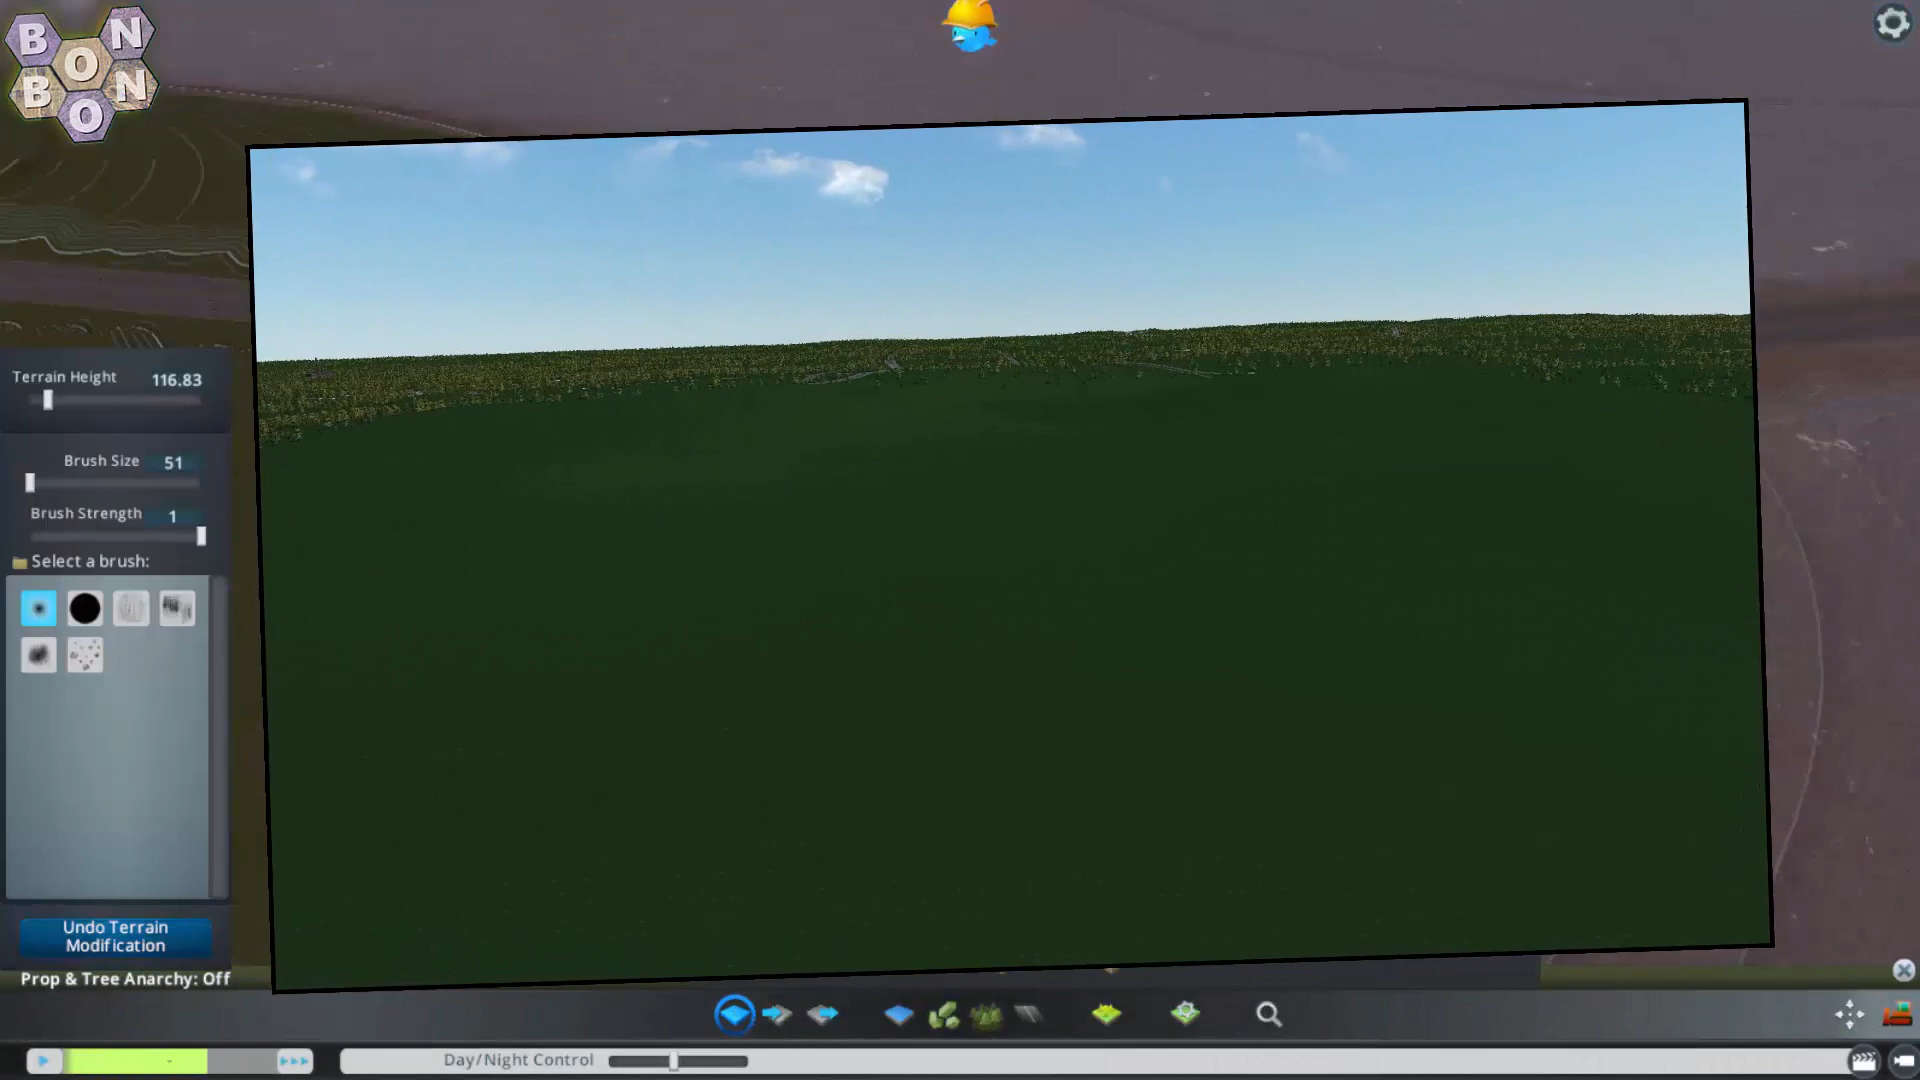 BON
BON
Terrain Height 116.83
Brush Size 51
Brush Strength 1
Select a brush:
Undo Terrain
Modification
Prop & Tree Anarchy: Off
Day/Night Control